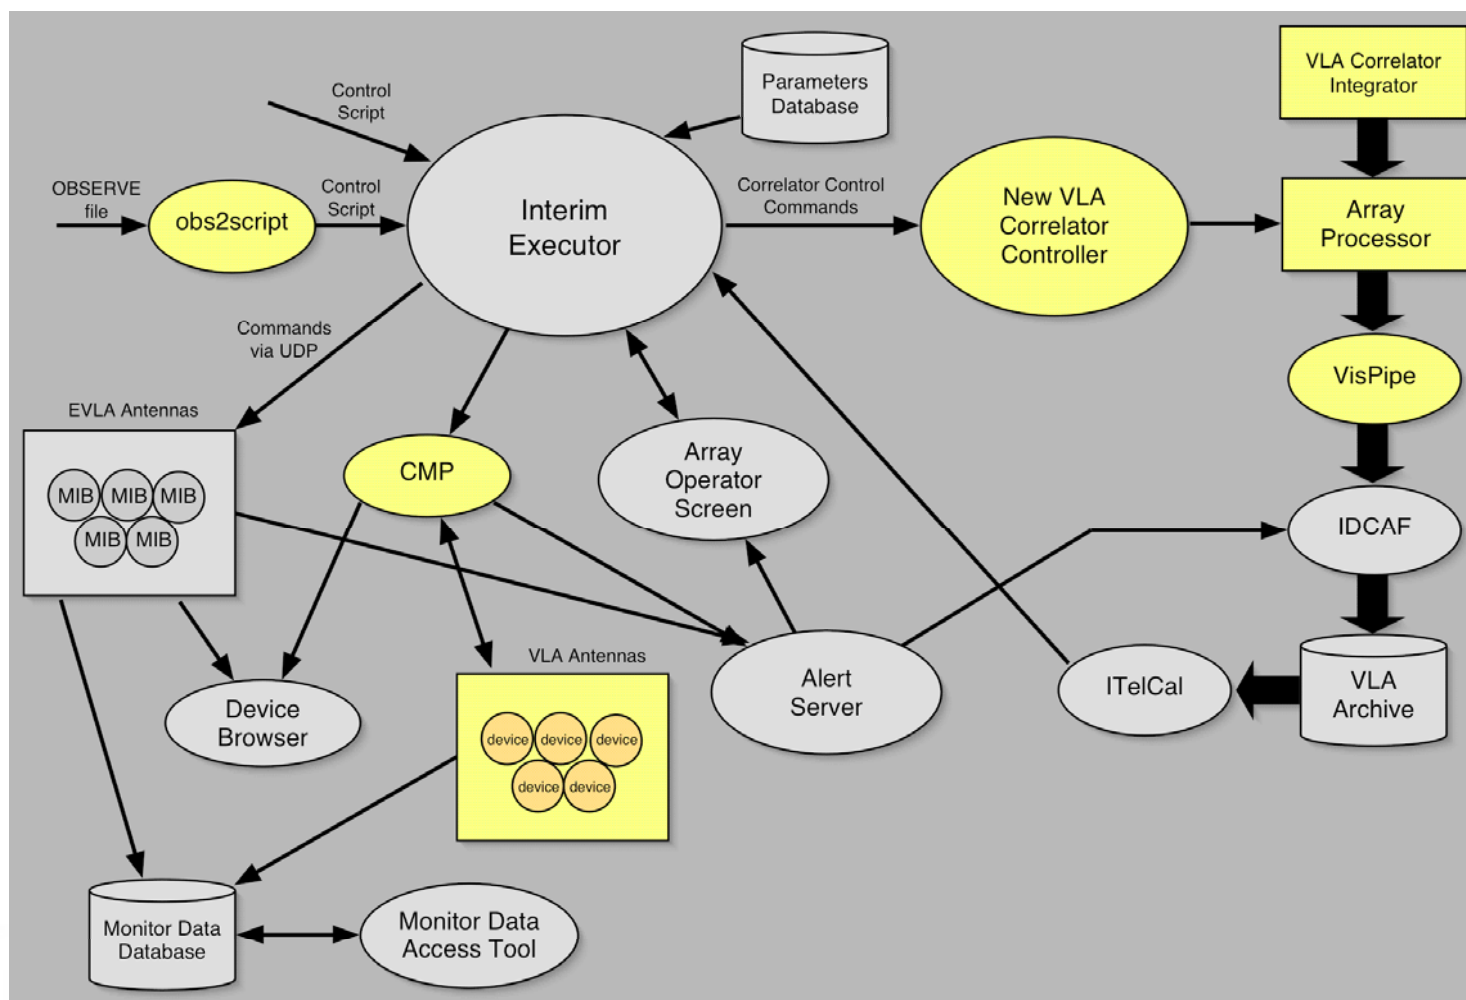 Control
Script
Parameters
Database
VLA Correlator
Integrator
OBSERVE
file
obs2script
Control
Script
Interim
Executor
Correlator Control
Commands
New VLA
Correlator
Controller
Array
Processor
Commands
via UDP
VisPipe
EVLA Antennas
MIB MIB MIB
MIB MIB
CMP
Array
Operator
Screen
IDCAF
VLA Antennas
device device device
device device
Device
Browser
Alert
Server
ITelCal
VLA
Archive
Monitor Data
Database
Monitor Data
Access Tool